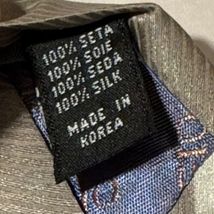 100% SETA
100% SOIE
100% SEDA
100% SILK
MADE IN
KOREA